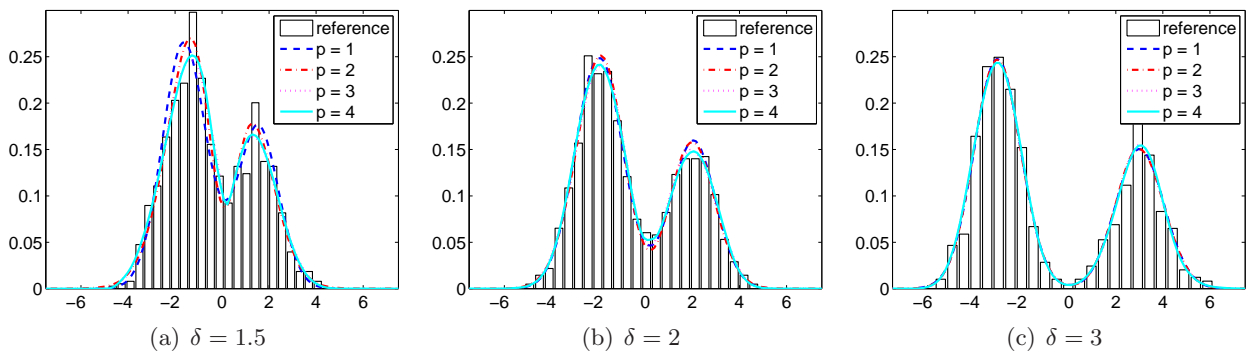 reference
p = 1
p = 2
p = 3
p = 4
0.25
0.2
0.15
0.1
0.05
0
−6 −4 −2 0 2 4 6
(a) δ = 1.5
reference
p = 1
p = 2
p = 3
p = 4
0.25
0.2
0.15
0.1
0.05
0
−6 −4 −2 0 2 4 6
(b) δ = 2
reference
p = 1
p = 2
p = 3
p = 4
0.25
0.2
0.15
0.1
0.05
0
−6 −4 −2 0 2 4 6
(c) δ = 3